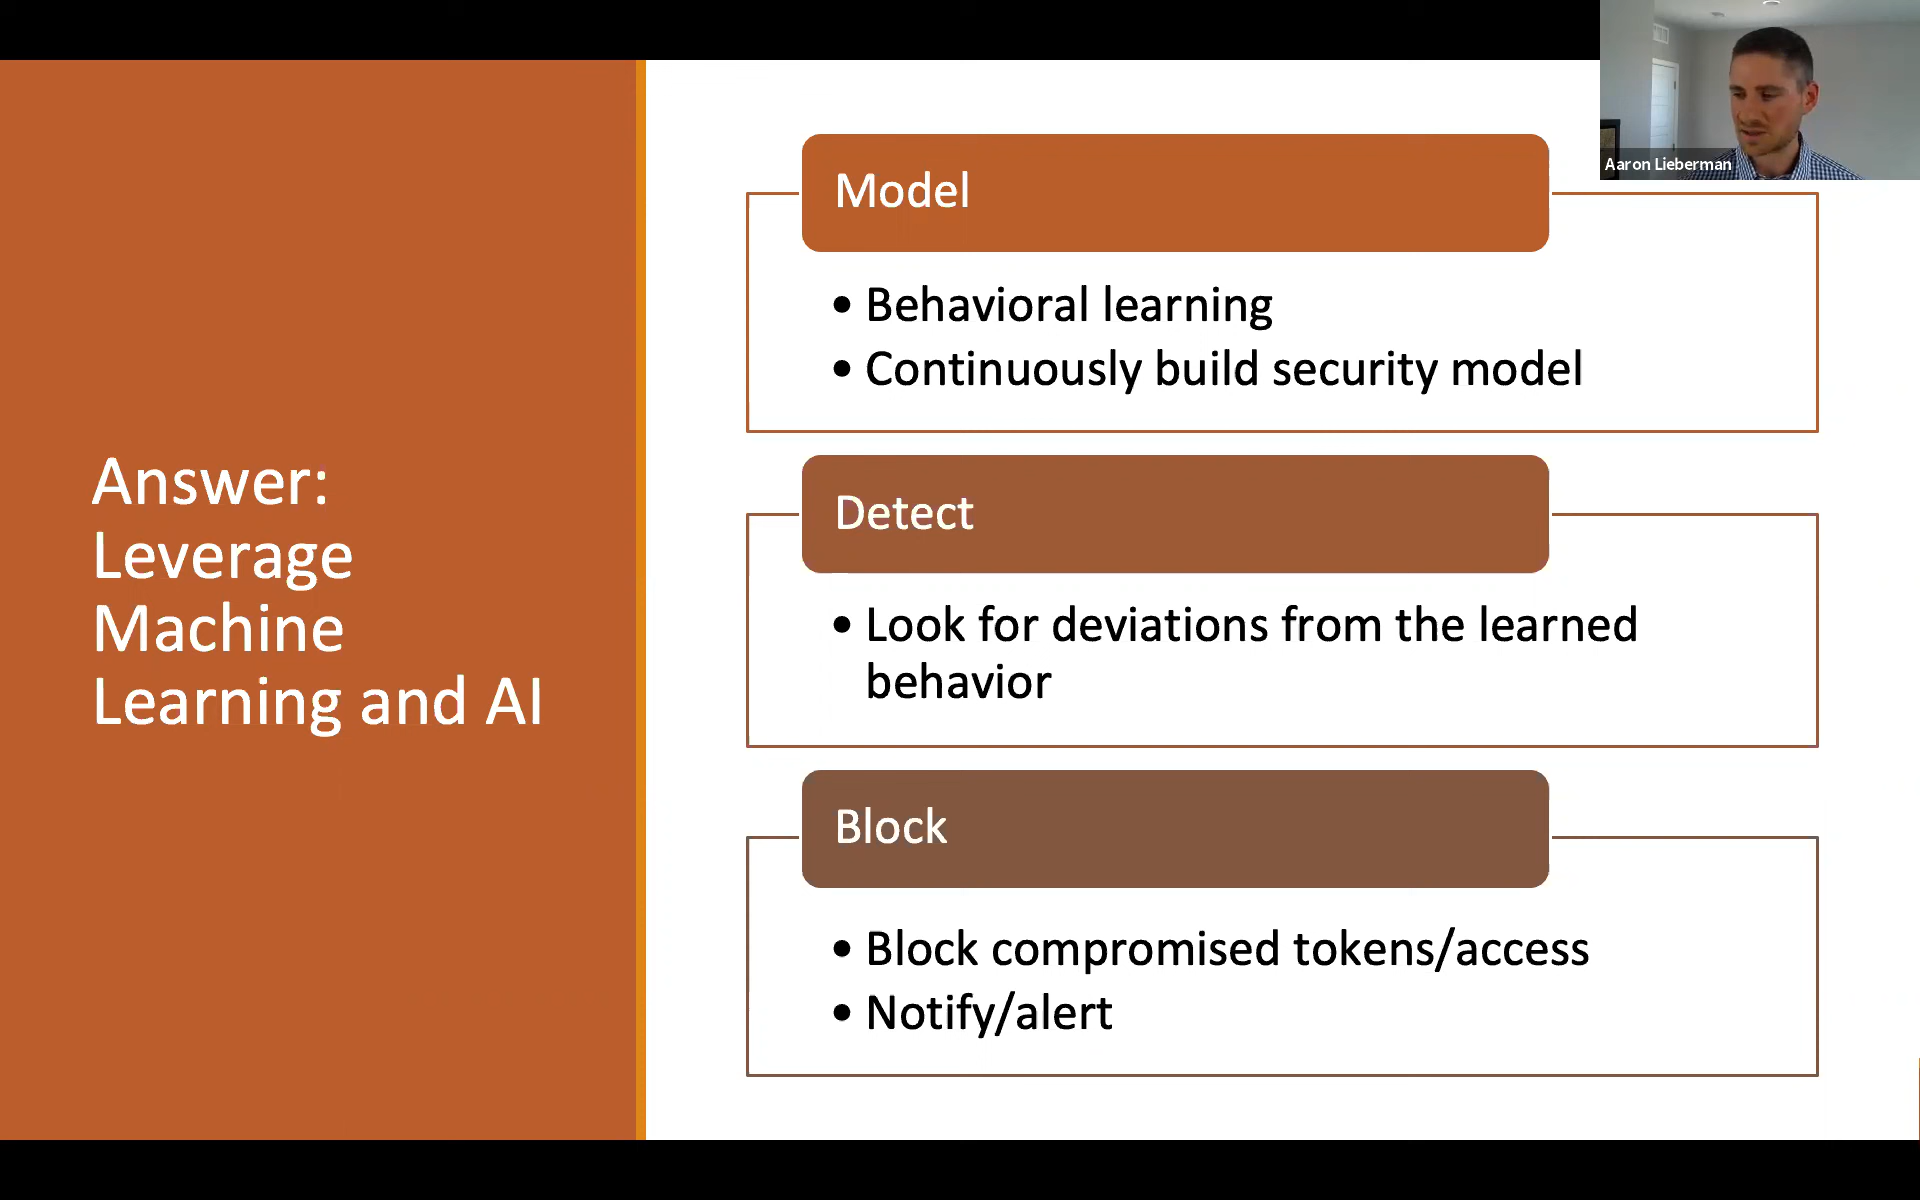 Aaron Lieberman
Answer:
Leverage
Machine
Learning and AI
Model
• Behavioral learning
• Continuously build security model
Detect
• Look for deviations from the learned
behavior
Block
• Block compromised tokens/access
• Notify/alert